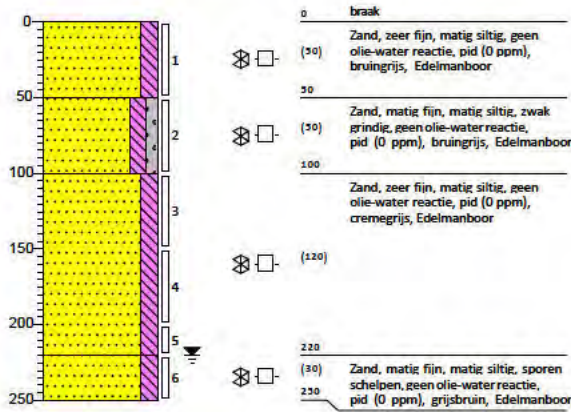 0 braak
0
(50) Zand, zeer fijn, matig siltig, geen
olie-water reactie, pid (0 ppm),
bruingrijs, Edelmanboor
1
50 50
(50) Zand, matig fijn, matig siltig, zwak
grindig, geen olie-water reactie,
pid (0 ppm), bruingrijs, Edelmanboor
2
100 100
Zand, zeer fijn, matig siltig, geen
olie-water reactie, pid (0 ppm),
cremegrijs, Edelmanboor
3
150
(120)
4
200
5
220
(30) Zand, matig fijn, matig siltig, sporen
schelpen, geen olie-water reactie,
pid (0 ppm), grijsbruin, Edelmanboor
6
250 250